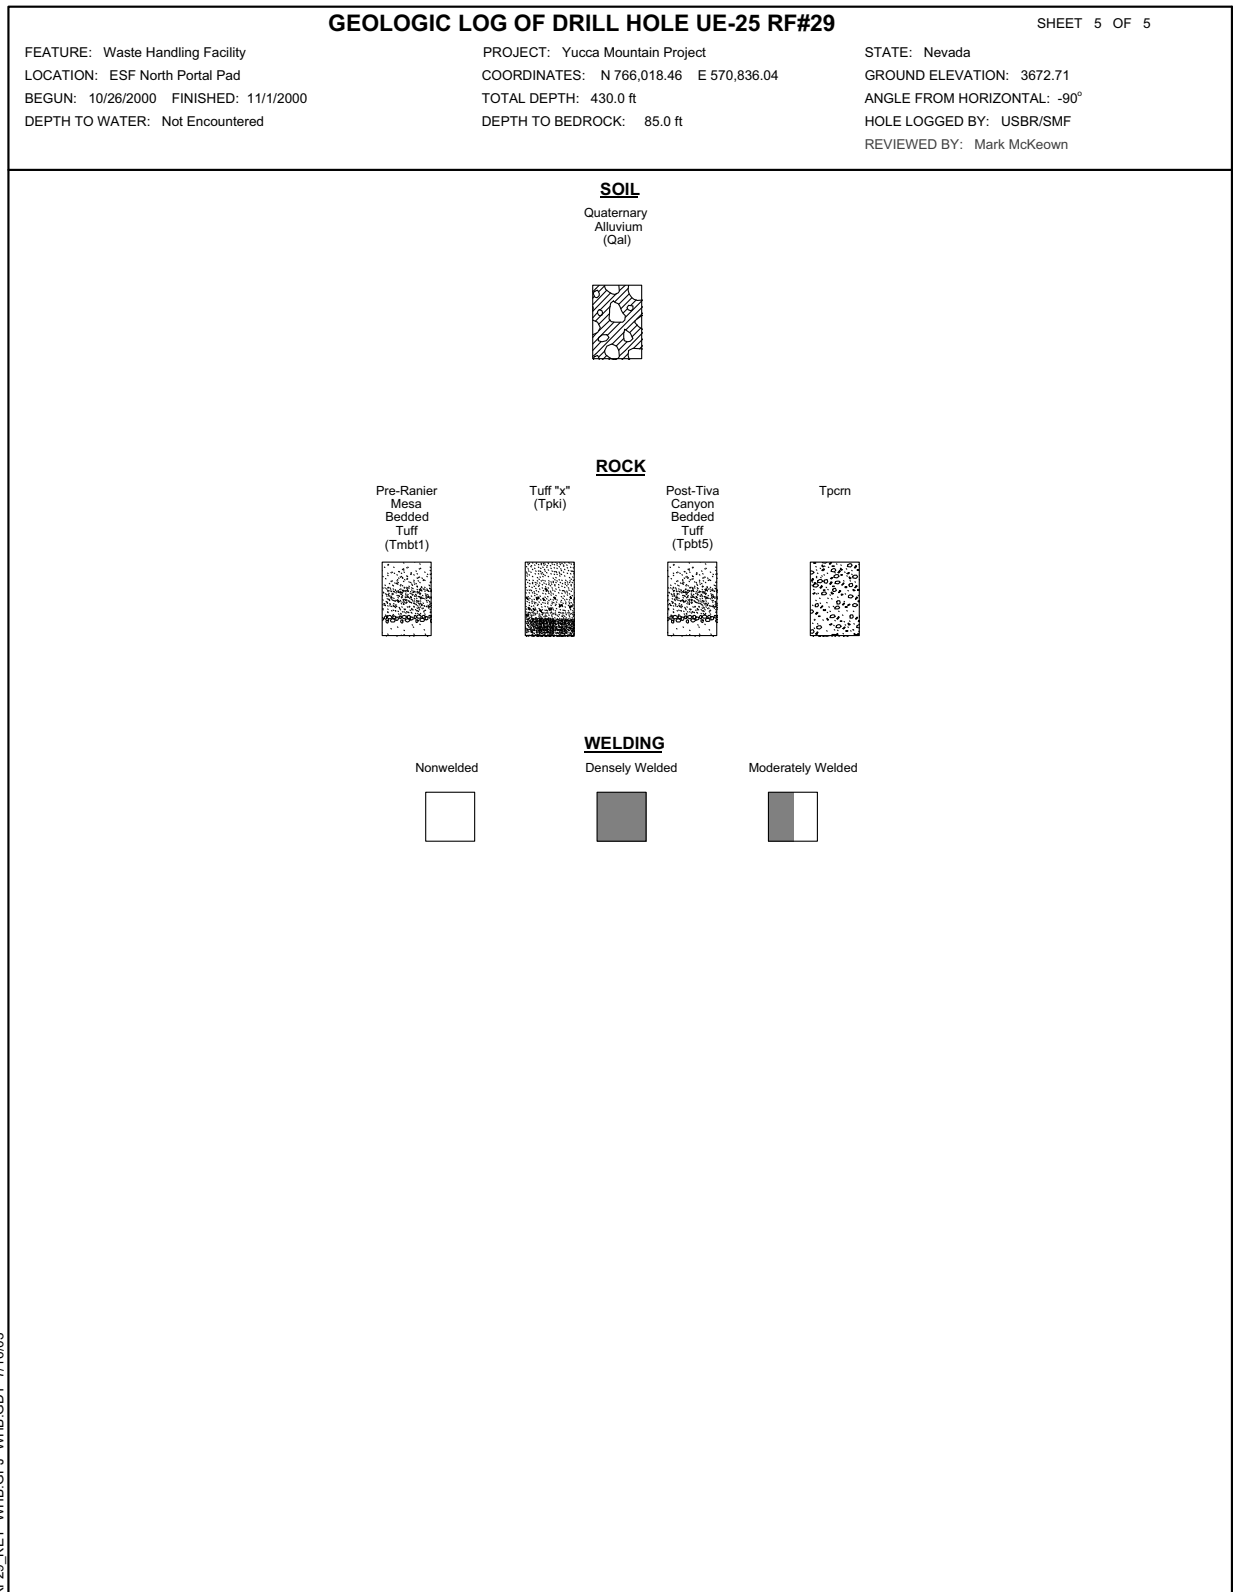 GEOLOGIC LOG OF DRILL HOLE UE-25 RF#29
SHEET 5 OF 5
FEATURE: Waste Handling Facility
PROJECT: Yucca Mountain Project
STATE: Nevada
LOCATION: ESF North Portal Pad
COORDINATES: N 766,018.46 E 570,836.04
GROUND ELEVATION: 3672.71
BEGUN: 10/26/2000 FINISHED: 11/1/2000
TOTAL DEPTH: 430.0 ft
ANGLE FROM HORIZONTAL: -90°
DEPTH TO WATER: Not Encountered
DEPTH TO BEDROCK: 85.0 ft
HOLE LOGGED BY: USBR/SMF
REVIEWED BY: Mark McKeown
SOIL
Quaternary
Alluvium
(Qal)
ROCK
Pre-Ranier
Mesa
Bedded
Tuff
(Tmbt1)
Tuff "x"
(Tpki)
Post-Tiva
Canyon
Bedded
Tuff
(Tpbt5)
Tpcrn
WELDING
Nonwelded
Densely Welded
Moderately Welded